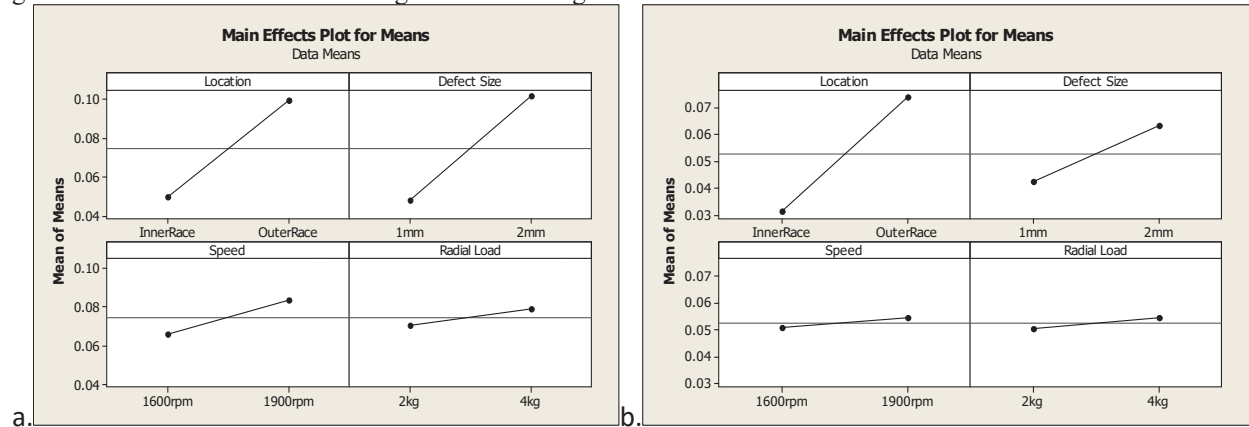 Main Effects Plot for Means
Data Means
Location Defect Size
0.10
0.08
0.06
0.04
InnerRace OuterRace 1mm 2mm
Speed Radial Load
0.10
0.08
0.06
0.04
1600rpm 1900rpm 2kg 4kg
Mean of Means
a.
Main Effects Plot for Means
Data Means
Location Defect Size
0.07
0.06
0.05
0.04
0.03
InnerRace OuterRace 1mm 2mm
Speed Radial Load
0.07
0.06
0.05
0.04
0.03
1600rpm 1900rpm 2kg 4kg
Mean of Means
b.